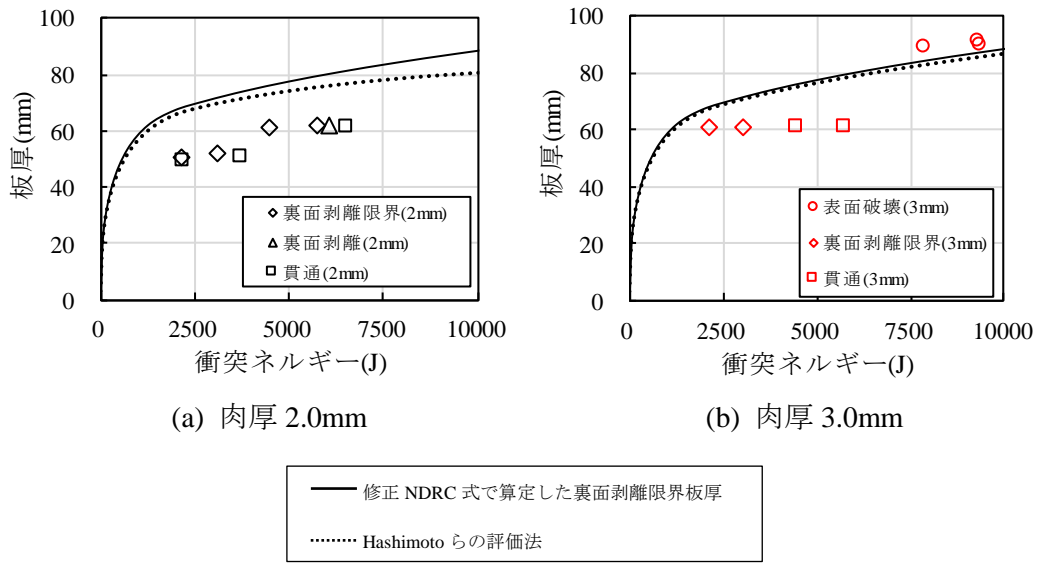 100
80
60
40
20
0
板厚(mm)
裏面剥離限界(2mm)
裏面剥離(2mm)
貫通(2mm)
0
2500
5000
7500
10000
衝突ネルギー(J)
(a) 肉厚 2.0mm
100
80
60
40
20
0
板厚(mm)
表面破壊(3mm)
裏面剥離限界(3mm)
貫通(3mm)
0
2500
5000
7500
10000
衝突ネルギー(J)
(b) 肉厚 3.0mm
修正 NDRC 式で算定した裏面剥離限界板厚
Hashimoto らの評価法